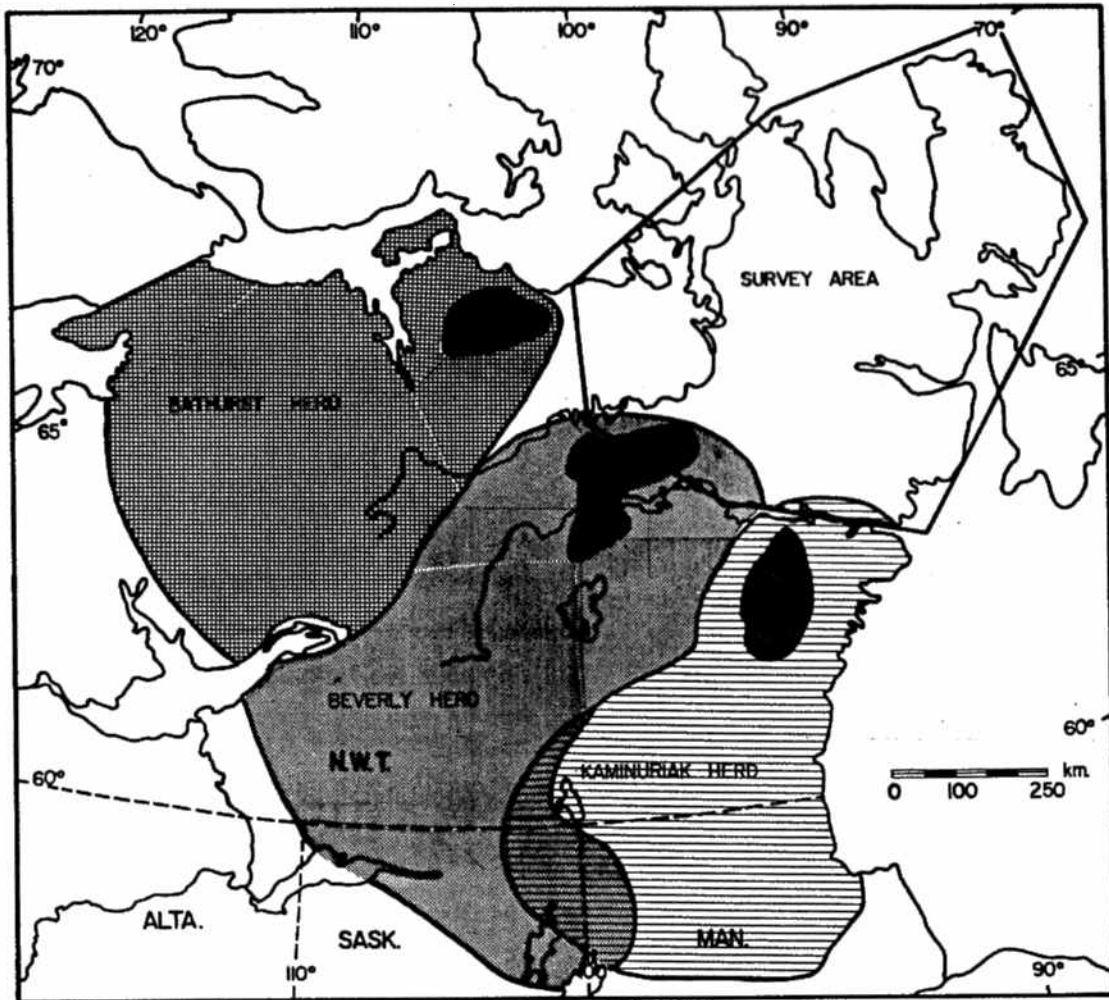 120° 110° 100° 90° 70°
70°
SURVEY AREA
65°
BATHURST HERD
65°
BEVERLY HERD
60°
N.W.T.
KAMINURIAK HERD
km.
60°
0 100 250
ALTA.
SASK.
MAN.
110° 100° 90°